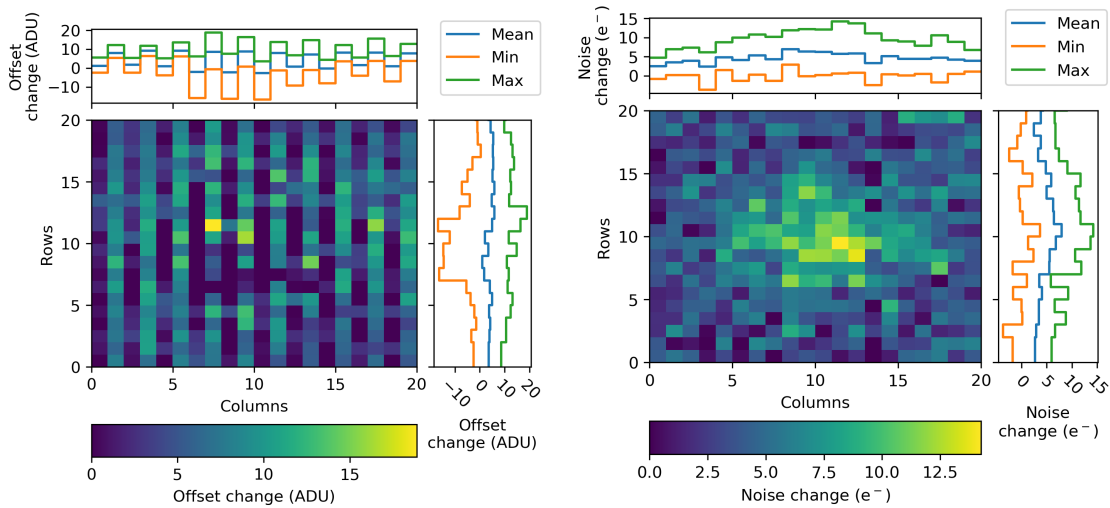 Offset
change (ADU)
20
10
0
−10
Mean
Min
Max
Rows
20
15
10
5
0
0 5 10 15 20
Columns
−10 0 10 20
Offset
change (ADU)
0 5 10 15
Offset change (ADU)
Noise
change (e⁻)
15
10
5
0
Mean
Min
Max
Rows
20
15
10
5
0
0 5 10 15 20
Columns
0 5 10 15
Noise
change (e⁻)
0.0 2.5 5.0 7.5 10.0 12.5
Noise change (e⁻)